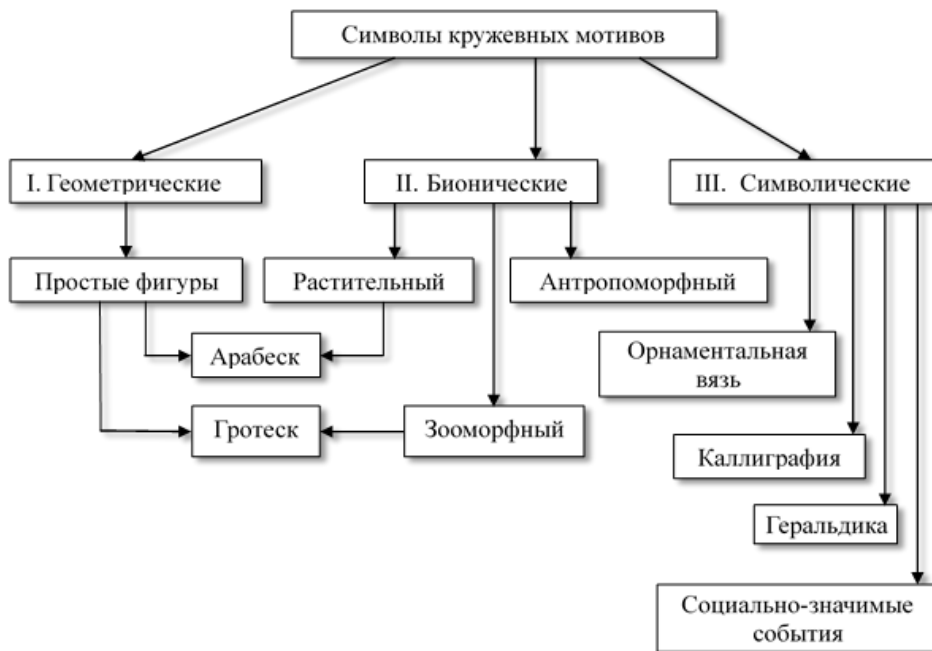 Символы кружевных мотивов
I. Геометрические
II. Бионические
III. Символические
Простые фигуры
Растительный
Антропоморфный
Арабеск
Орнаментальная
вязь
Гротеск
Зооморфный
Каллиграфия
Геральдика
Социально-значимые
события